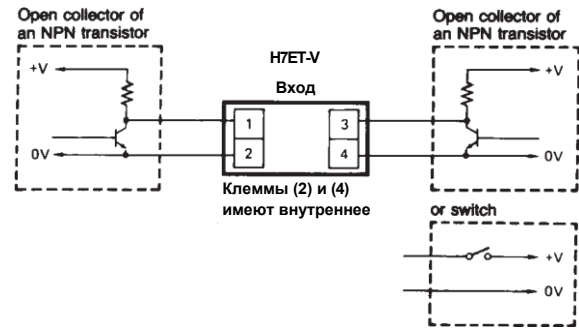 Open collector of
an NPN transistor
+V
0V
H7ET-V
Вход
1
2
3
4
Клеммы (2) и (4)
имеют внутреннее
Open collector of
an NPN transistor
+V
0V
or switch
+V
0V